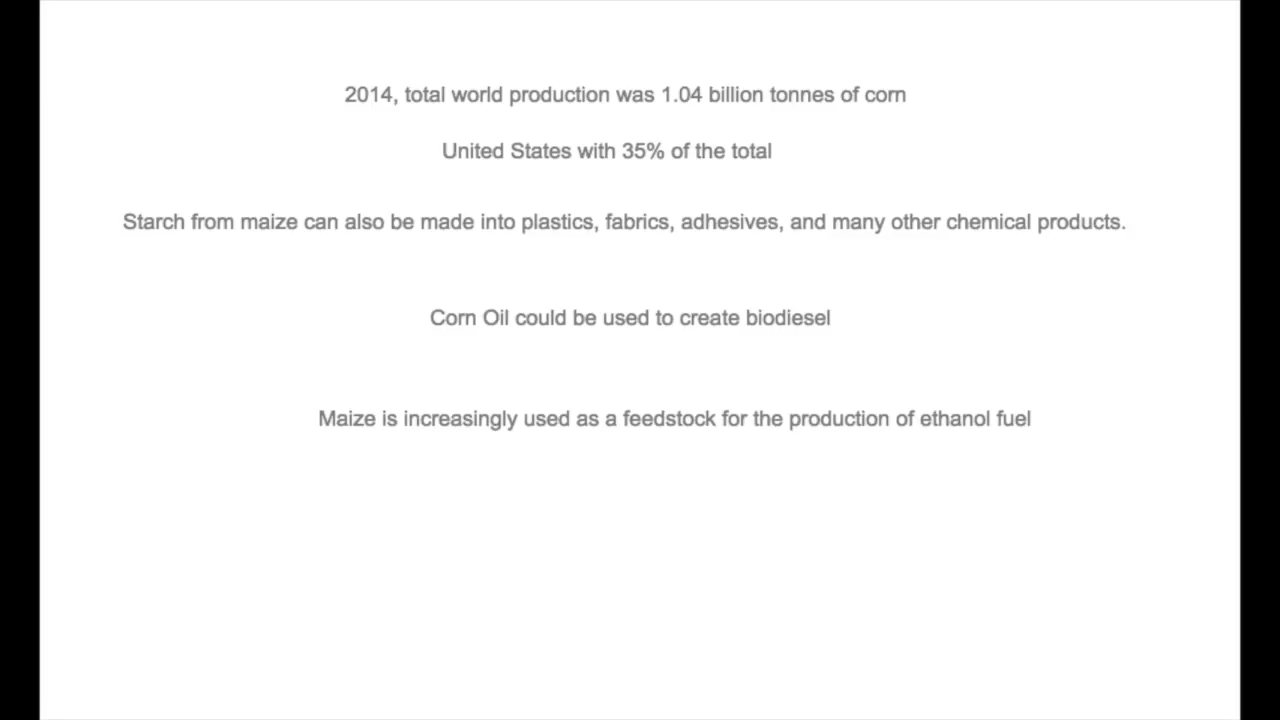 2014, total world production was 1.04 billion tonnes of corn
United States with 35% of the total
Starch from maize can also be made into plastics, fabrics, adhesives, and many other chemical products.
Corn Oil could be used to create biodiesel
Maize is increasingly used as a feedstock for the production of ethanol fuel